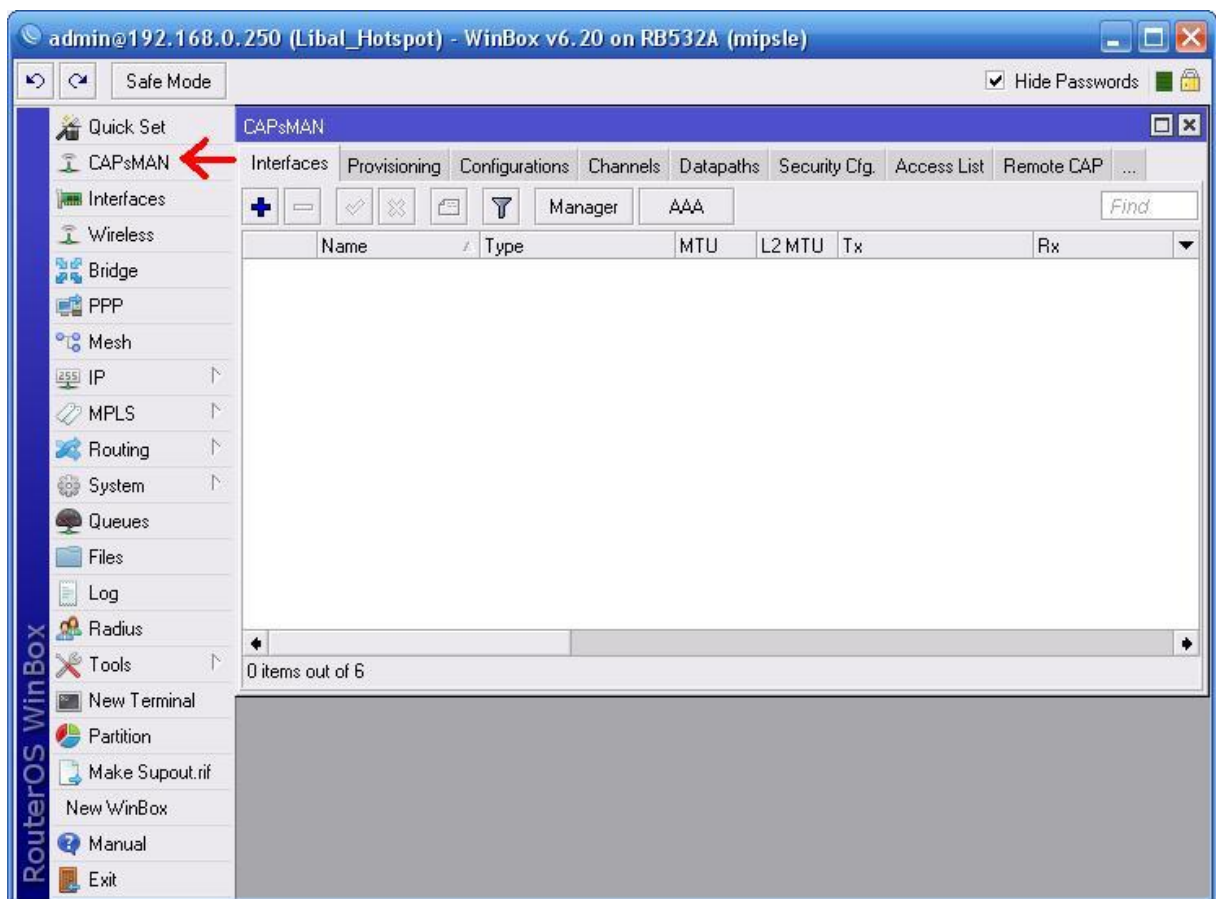 admin@192.168.0.250 (Libal_Hotspot) - WinBox v6.20 on RB532A (mipsle)
Safe Mode
Hide Passwords
Quick Set
CAPsMAN
Interfaces
Wireless
Bridge
PPP
Mesh
255 IP
MPLS
Routing
System
Queues
Files
Log
Radius
Tools
New Terminal
Partition
Make Supout.rif
New WinBox
Manual
Exit
RouterOS WinBox
CAPsMAN
Interfaces Provisioning Configurations Channels Datapaths Security Cfg. Access List Remote CAP ...
Manager AAA Find
Name Type MTU L2 MTU Tx Rx
0 items out of 6